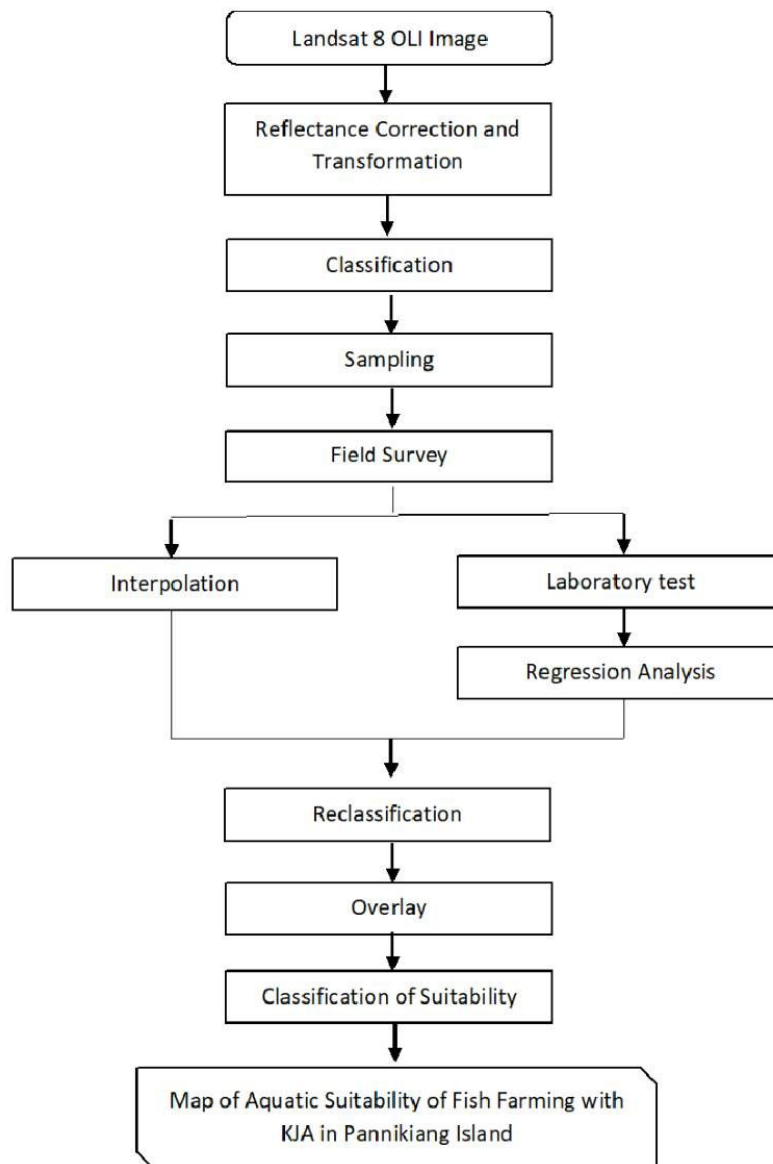 Landsat 8 OLI Image
Reflectance Correction and
Transformation
Classification
Sampling
Field Survey
Interpolation
Laboratory test
Regression Analysis
Reclassification
Overlay
Classification of Suitability
Map of Aquatic Suitability of Fish Farming with
KJA in Pannikiang Island